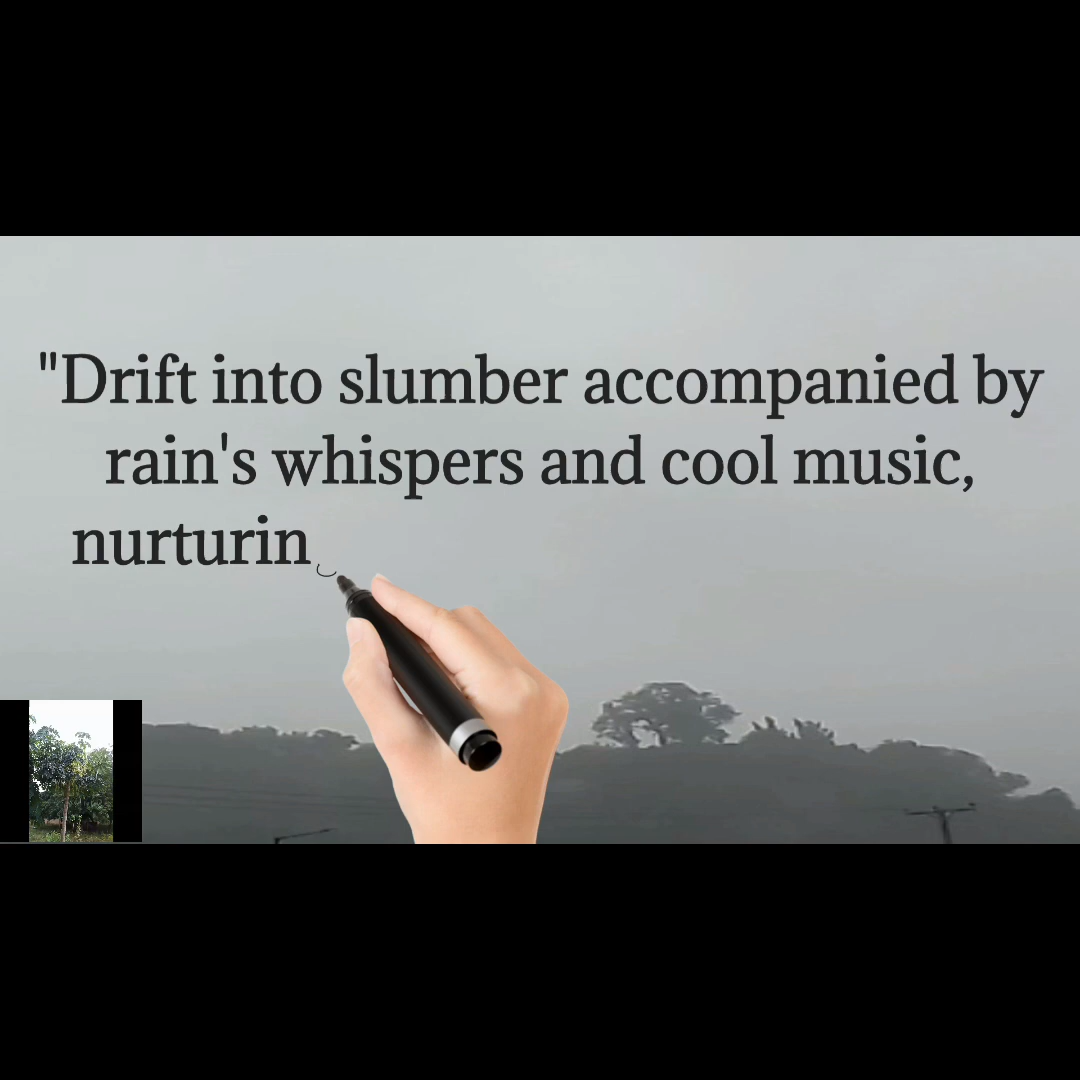 "Drift into slumber accompanied by
rain's whispers and cool music,
nurturin